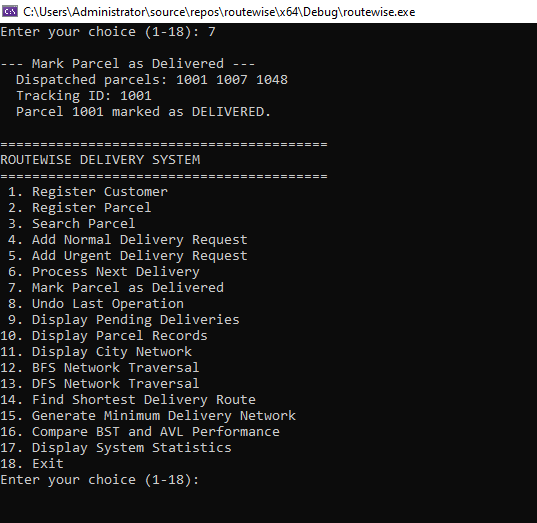 C:\Users\Administrator\source\repos\routewise\x64\Debug\routewise.exe
Enter your choice (1-18): 7

--- Mark Parcel as Delivered ---
  Dispatched parcels: 1001 1007 1048
  Tracking ID: 1001
  Parcel 1001 marked as DELIVERED.

=========================================
ROUTEWISE DELIVERY SYSTEM
=========================================
 1. Register Customer
 2. Register Parcel
 3. Search Parcel
 4. Add Normal Delivery Request
 5. Add Urgent Delivery Request
 6. Process Next Delivery
 7. Mark Parcel as Delivered
 8. Undo Last Operation
 9. Display Pending Deliveries
10. Display Parcel Records
11. Display City Network
12. BFS Network Traversal
13. DFS Network Traversal
14. Find Shortest Delivery Route
15. Generate Minimum Delivery Network
16. Compare BST and AVL Performance
17. Display System Statistics
18. Exit
Enter your choice (1-18):